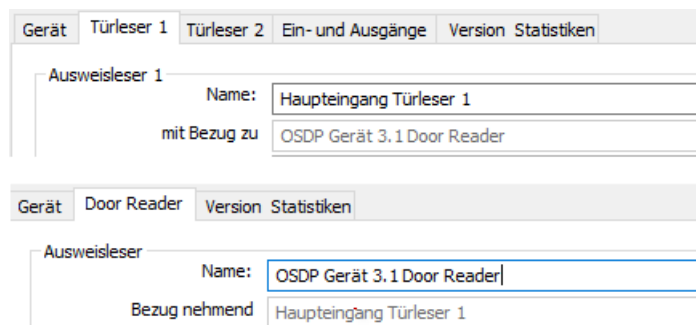 Gerät Türleser 1 Türleser 2 Ein- und Ausgänge Version Statistiken
Ausweisleser 1
Name: Haupteingang Türleser 1
mit Bezug zu OSDP Gerät 3.1 Door Reader
Gerät Door Reader Version Statistiken
Ausweisleser
Name: OSDP Gerät 3.1 Door Reader
Bezug nehmend Haupteingang Türleser 1